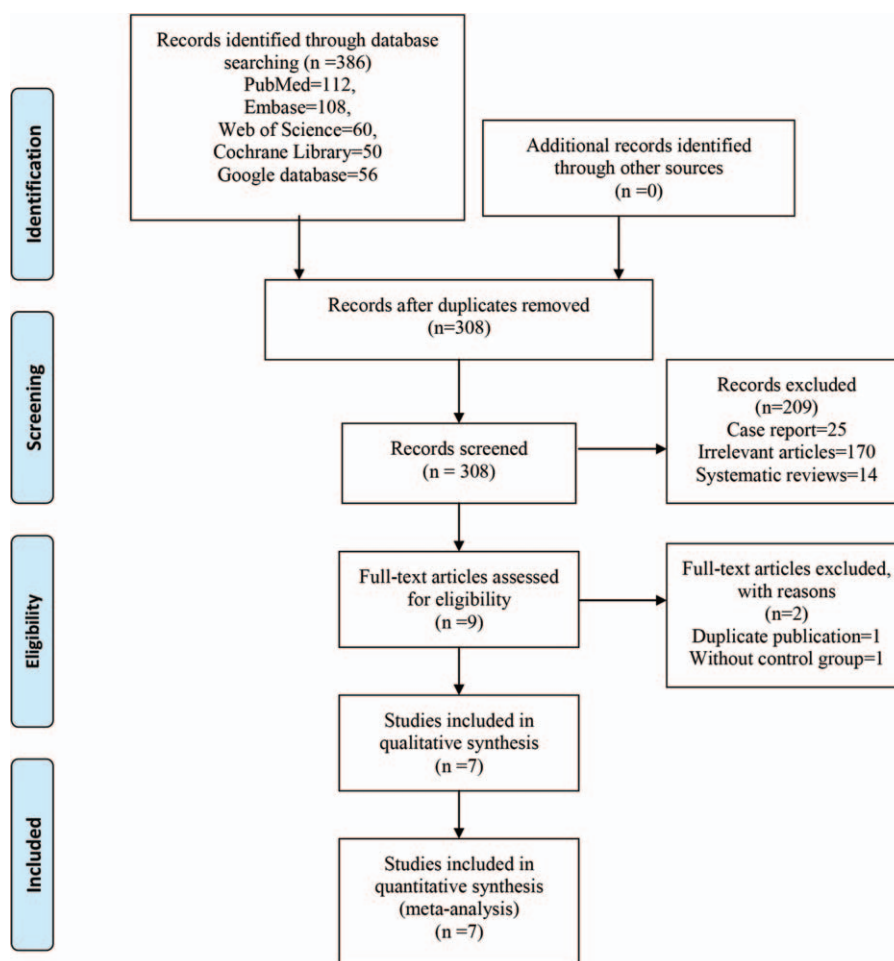 Records identified through database
searching (n =386)
PubMed=112,
Embase=108,
Web of Science=60,
Cochrane Library=50
Google database=56
Additional records identified
through other sources
(n =0)
Identification
Records after duplicates removed
(n=308)
Screening
Records screened
(n = 308)
Records excluded
(n=209)
Case report=25
Irrelevant articles=170
Systematic reviews=14
Eligibility
Full-text articles assessed
for eligibility
(n =9)
Full-text articles excluded,
with reasons
(n=2)
Duplicate publication=1
Without control group=1
Studies included in
qualitative synthesis
(n =7)
Included
Studies included in
quantitative synthesis
(meta-analysis)
(n =7)